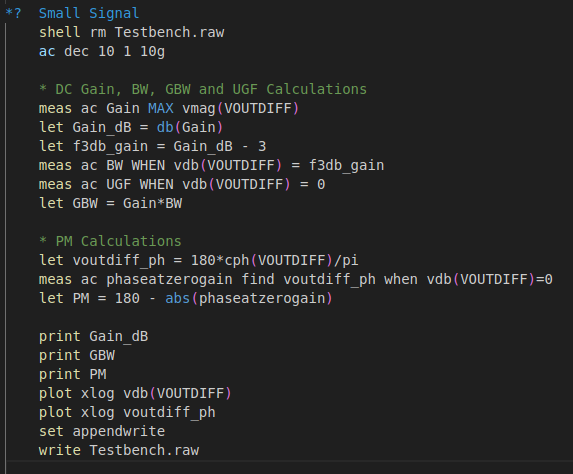 *?  Small Signal
shell rm Testbench.raw
ac dec 10 1 10g
* DC Gain, BW, GBW and UGF Calculations
meas ac Gain MAX vmag(VOUTDIFF)
let Gain_dB = db(Gain)
let f3db_gain = Gain_dB - 3
meas ac BW WHEN vdb(VOUTDIFF) = f3db_gain
meas ac UGF WHEN vdb(VOUTDIFF) = 0
let GBW = Gain*BW
* PM Calculations
let voutdiff_ph = 180*cph(VOUTDIFF)/pi
meas ac phaseatzerogain find voutdiff_ph when vdb(VOUTDIFF)=0
let PM = 180 - abs(phaseatzerogain)
print Gain_dB
print GBW
print PM
plot xlog vdb(VOUTDIFF)
plot xlog voutdiff_ph
set appendwrite
write Testbench.raw